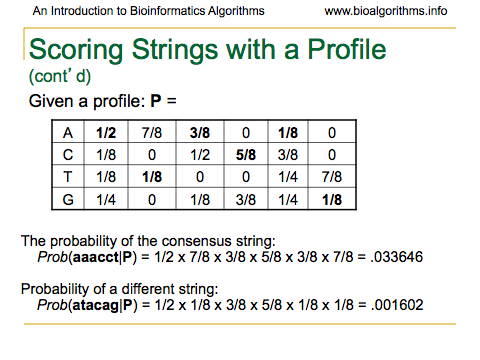 An Introduction to Bioinformatics Algorithms www.bioalgorithms.info
Scoring Strings with a Profile
(cont’d)
Given a profile: P =
A 1/2 7/8 3/8 0 1/8 0
C 1/8 0 1/2 5/8 3/8 0
T 1/8 1/8 0 0 1/4 7/8
G 1/4 0 1/8 3/8 1/4 1/8
The probability of the consensus string:
Prob(aaacct|P) = 1/2 x 7/8 x 3/8 x 5/8 x 3/8 x 7/8 = .033646
Probability of a different string:
Prob(atacag|P) = 1/2 x 1/8 x 3/8 x 5/8 x 1/8 x 1/8 = .001602